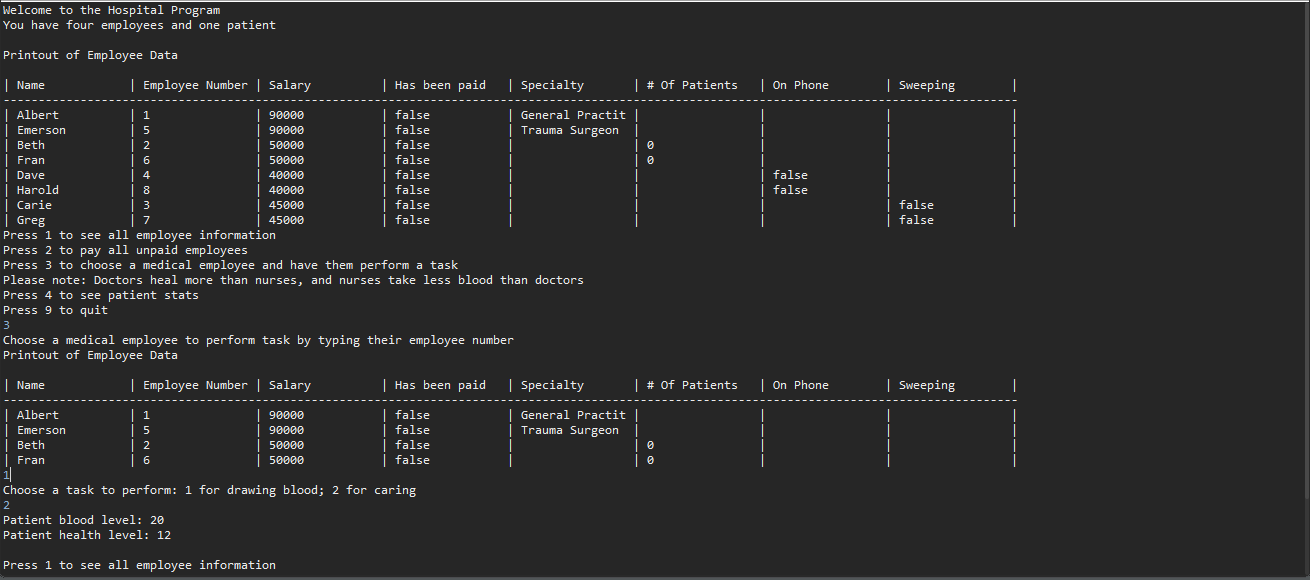 Welcome to the Hospital Program
You have four employees and one patient
Printout of Employee Data
| Name | Employee Number | Salary | Has been paid | Specialty | # Of Patients | On Phone | Sweeping |
------------------------------------------------------------------------------------------------------------------------------------------------
| Albert | 1 | 90000 | false | General Practit | | | |
| Emerson | 5 | 90000 | false | Trauma Surgeon | | | |
| Beth | 2 | 50000 | false | | 0 | | |
| Fran | 6 | 50000 | false | | 0 | | |
| Dave | 4 | 40000 | false | | | false | |
| Harold | 8 | 40000 | false | | | false | |
| Carie | 3 | 45000 | false | | | | false |
| Greg | 7 | 45000 | false | | | | false |
Press 1 to see all employee information
Press 2 to pay all unpaid employees
Press 3 to choose a medical employee and have them perform a task
Please note: Doctors heal more than nurses, and nurses take less blood than doctors
Press 4 to see patient stats
Press 9 to quit
3
Choose a medical employee to perform task by typing their employee number
Printout of Employee Data
| Name | Employee Number | Salary | Has been paid | Specialty | # Of Patients | On Phone | Sweeping |
------------------------------------------------------------------------------------------------------------------------------------------------
| Albert | 1 | 90000 | false | General Practit | | | |
| Emerson | 5 | 90000 | false | Trauma Surgeon | | | |
| Beth | 2 | 50000 | false | | 0 | | |
| Fran | 6 | 50000 | false | | 0 | | |
1
Choose a task to perform: 1 for drawing blood; 2 for caring
2
Patient blood level: 20
Patient health level: 12
Press 1 to see all employee information